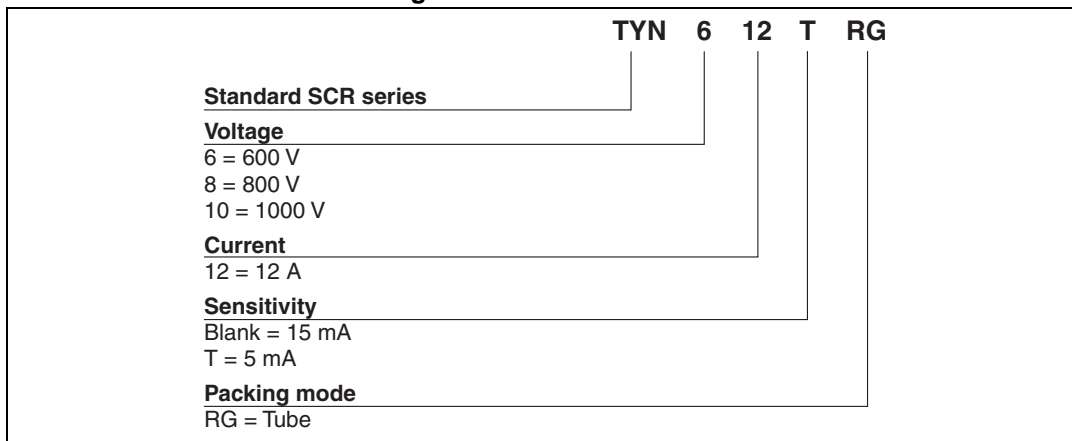 TYN 6 12 T RG
Standard SCR series
Voltage
6 = 600 V
8 = 800 V
10 = 1000 V
Current
12 = 12 A
Sensitivity
Blank = 15 mA
T = 5 mA
Packing mode
RG = Tube